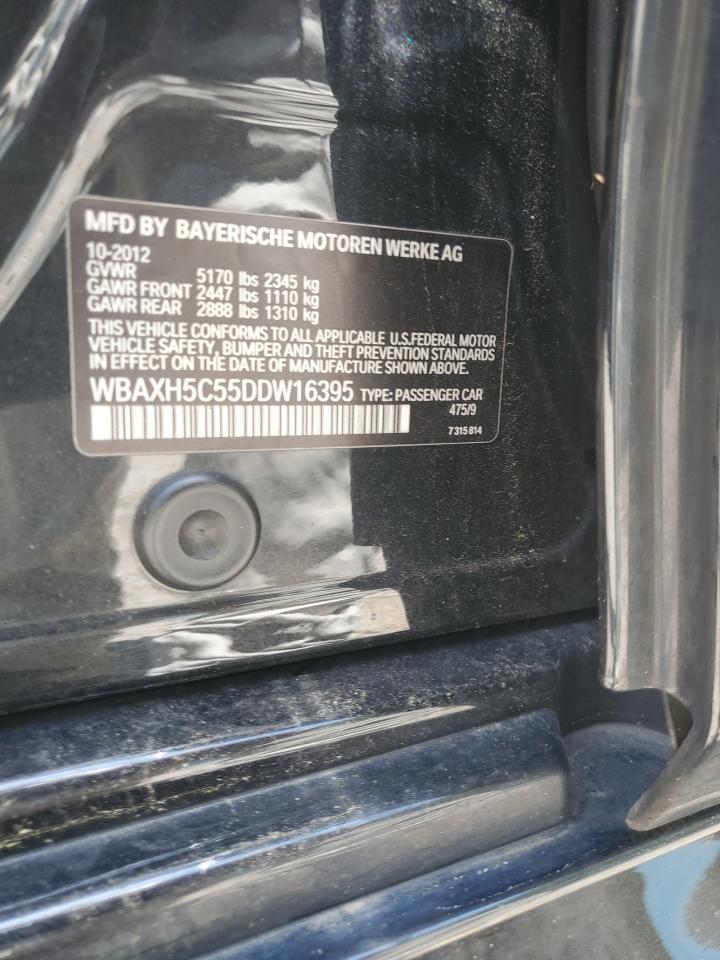 MFD BY BAYERISCHE MOTOREN WERKE AG
10-2012
GVWR 5170 lbs 2345 kg
GAWR FRONT 2447 lbs 1110 kg
GAWR REAR 2888 lbs 1310 kg
THIS VEHICLE CONFORMS TO ALL APPLICABLE U.S.FEDERAL MOTOR
VEHICLE SAFETY, BUMPER AND THEFT PREVENTION STANDARDS
IN EFFECT ON THE DATE OF MANUFACTURE SHOWN ABOVE.
WBAXH5C55DDW16395 TYPE: PASSENGER CAR
475/9
7315814